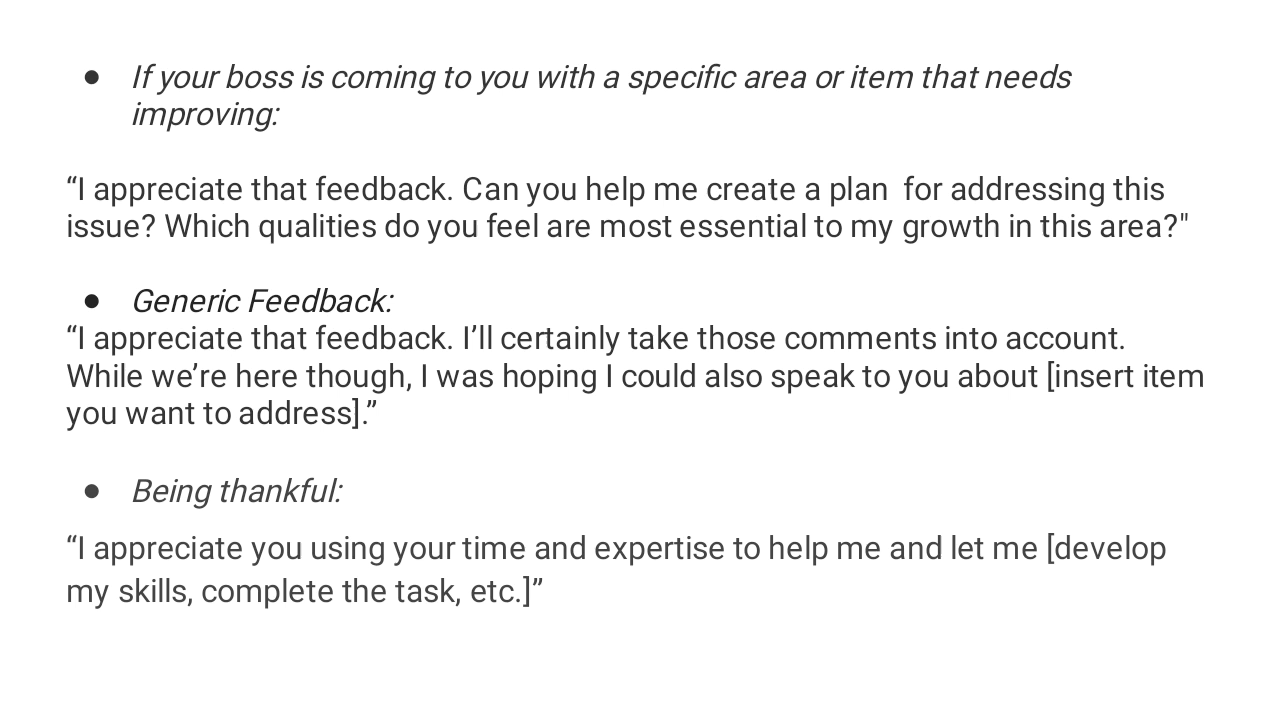 ● If your boss is coming to you with a specific area or item that needs
improving:
“I appreciate that feedback. Can you help me create a plan  for addressing this
issue? Which qualities do you feel are most essential to my growth in this area?"
● Generic Feedback:
“I appreciate that feedback. I’ll certainly take those comments into account.
While we’re here though, I was hoping I could also speak to you about [insert item
you want to address].”
● Being thankful:
“I appreciate you using your time and expertise to help me and let me [develop
my skills, complete the task, etc.]”